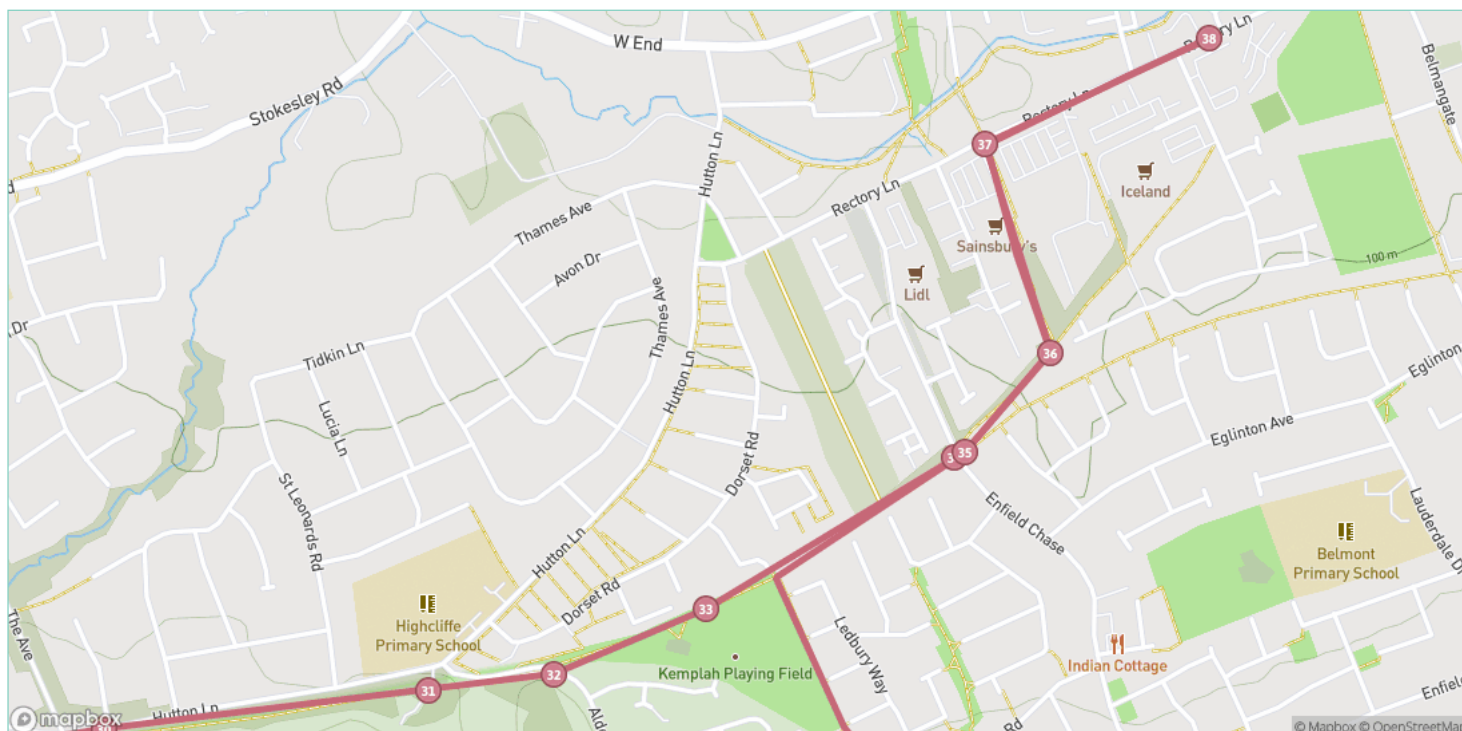 W End
Rectory Ln
38
Belmangate
Stokesley Rd
Hutton Ln
Rectory Ln
37
Iceland
Rectory Ln
Thames Ave
Sainsbury's
Avon Dr
Lidl
100 m
Thames Ave
Dr
Tidkin Ln
36
Eglinton
Hutton Ln
Lucia Ln
Eglinton Ave
35
Dorset Rd
St Leonards Rd
Enfield Chase
Lauderdale Dr
Belmont
Primary School
Hutton Ln
Dorset Rd
33
Highcliffe
Primary School
The Ave
Ledbury Way
Indian Cottage
32
Kemplah Playing Field
31
Hutton Ln
Enfield
Rd
mapbox
© Mapbox © OpenStreetMap